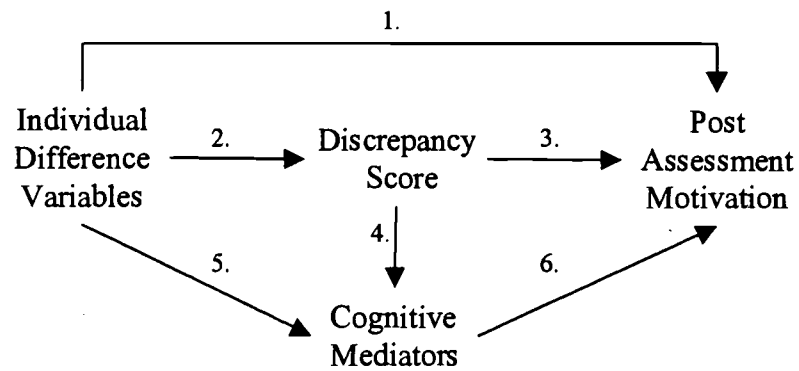 1.
Individual
Difference
Variables
2.
Discrepancy
Score
3.
Post
Assessment
Motivation
4.
5.
6.
Cognitive
Mediators